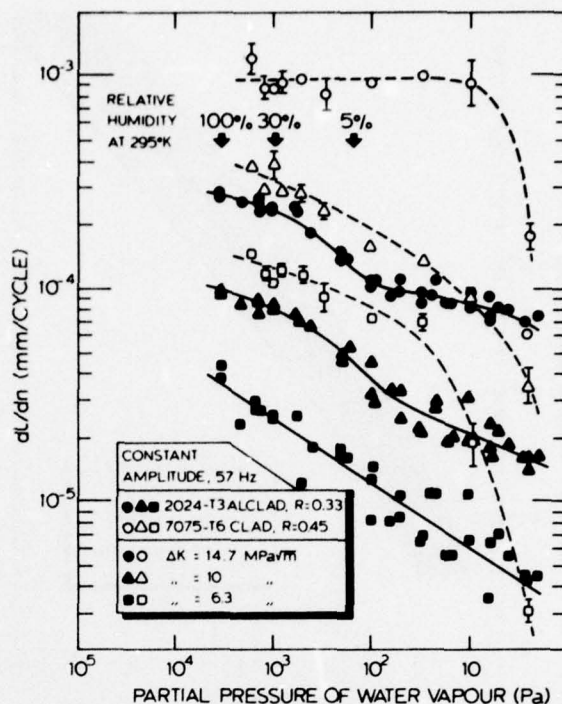 10⁻³
RELATIVE
HUMIDITY
AT 295°K
100% 30% 5%
10⁻⁴
10⁻⁵
dl/dn (mm/CYCLE)
CONSTANT
AMPLITUDE, 57 Hz
2024-T3 ALCLAD, R=0.33
7075-T6 CLAD, R=0.45
ΔK = 14.7 MPa√m
„ = 10 „
„ = 6.3 „
10⁵ 10⁴ 10³ 10² 10
PARTIAL PRESSURE OF WATER VAPOUR (Pa)